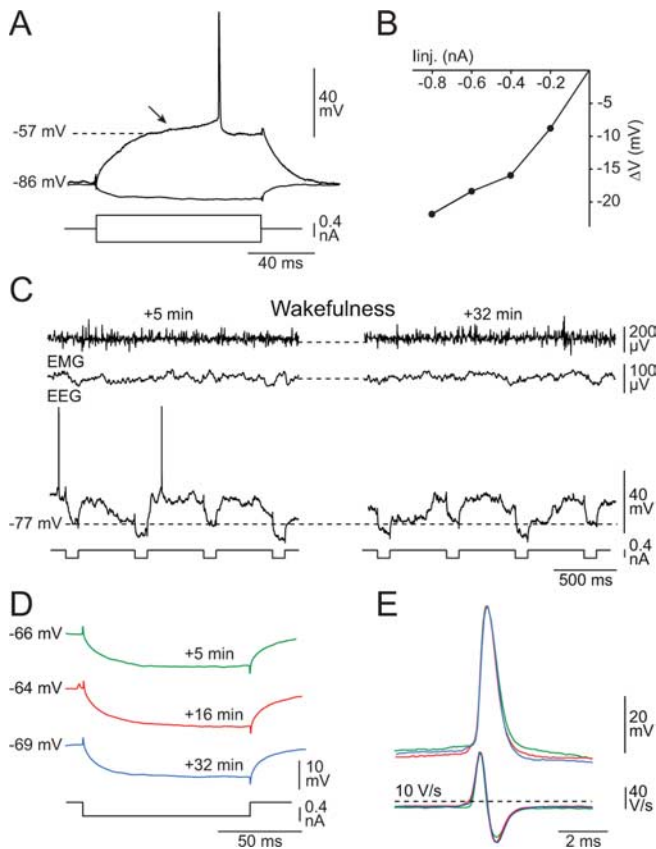 A
40
mV
-57 mV
-86 mV
0.4
nA
40 ms
B
Iinj. (nA)
-0.8 -0.6 -0.4 -0.2
-5
-10
-15
-20
ΔV (mV)
C
Wakefulness
+5 min +32 min
200
µV
EMG
100
µV
EEG
40
mV
-77 mV
0.4
nA
500 ms
D
-66 mV
+5 min
-64 mV
+16 min
-69 mV
+32 min
10
mV
0.4
nA
50 ms
E
20
mV
10 V/s
40
V/s
2 ms